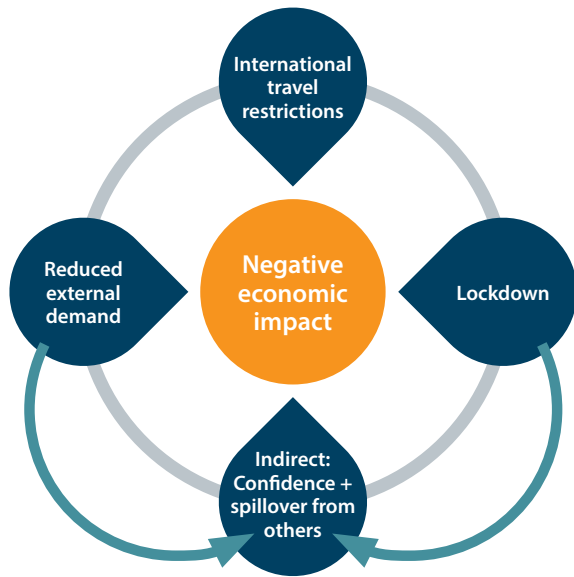 International
travel
restrictions
Reduced
external
demand
Negative
economic
impact
Lockdown
Indirect:
Confidence +
spillover from
others